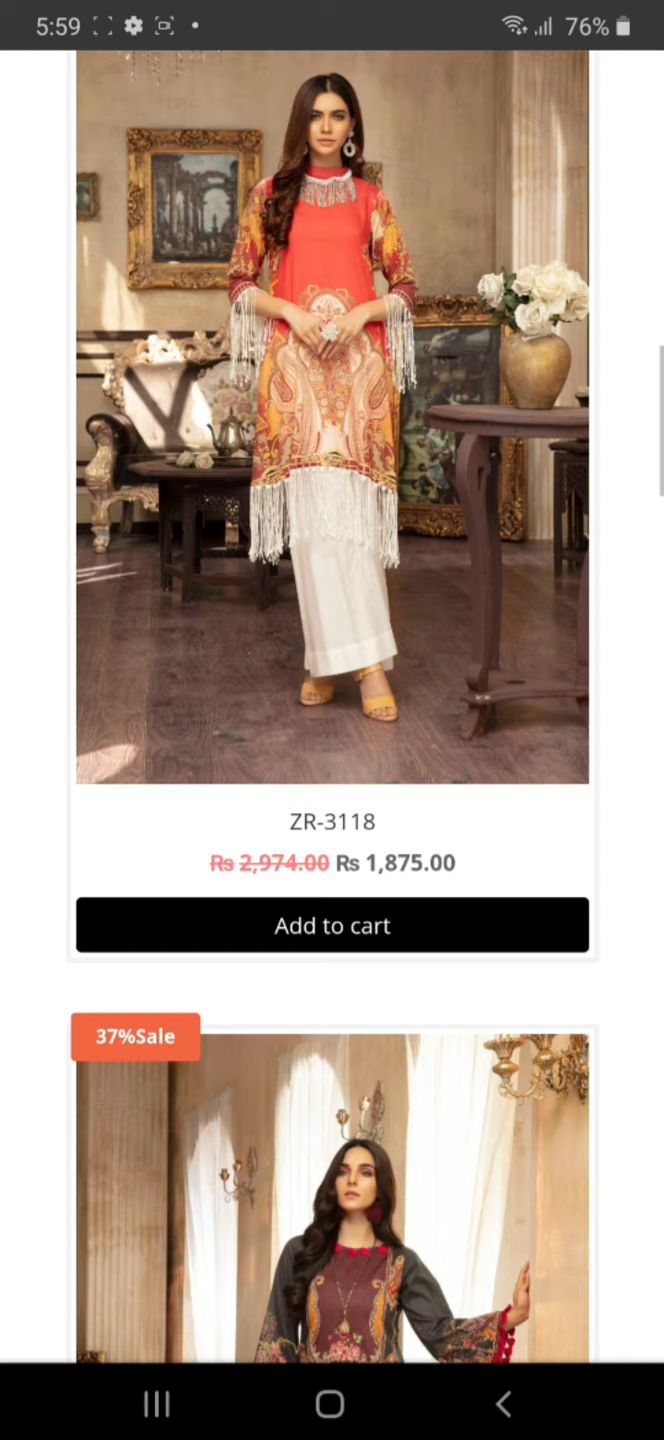 5:59 76%
ZR-3118
₨ 2,974.00 ₨ 1,875.00
Add to cart
37%Sale